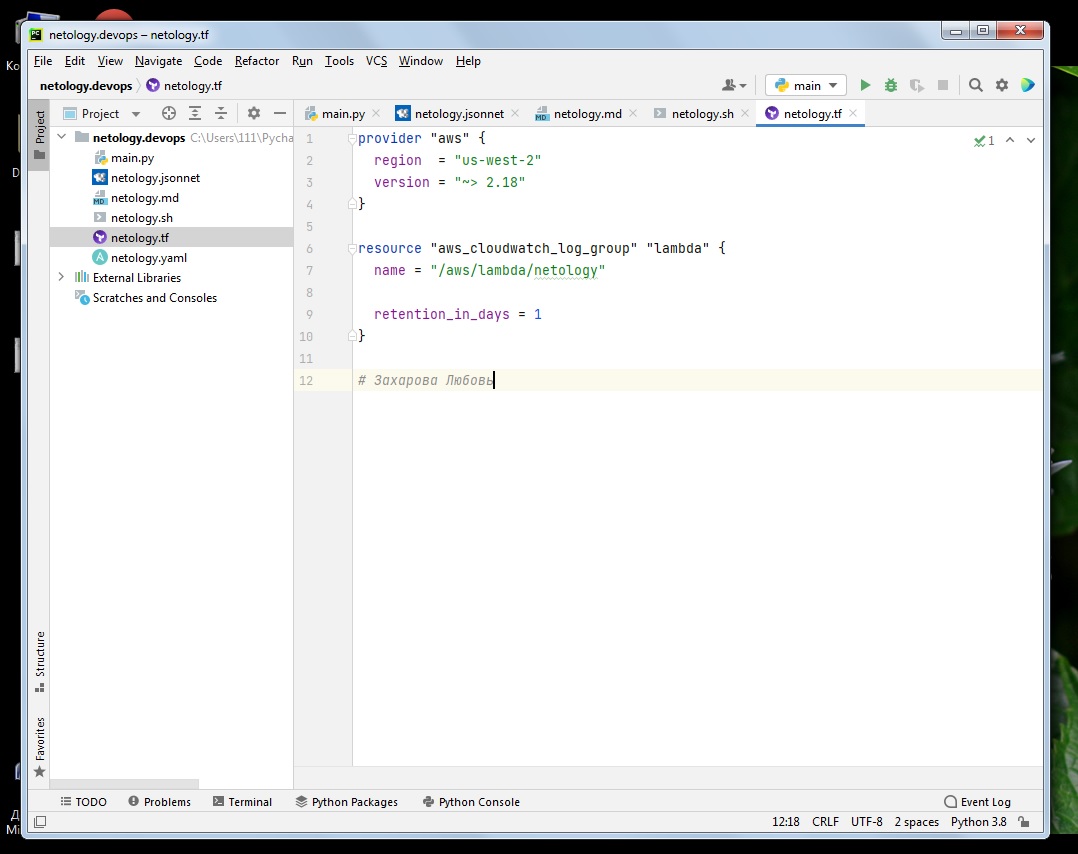 Ko
D
Д
Mi
netology.devops – netology.tf
File Edit View Navigate Code Refactor Run Tools VCS Window Help
netology.devops netology.tf main
Project
Project main.py netology.jsonnet netology.md netology.sh netology.tf
netology.devops C:\Users\111\Pycha
main.py
netology.jsonnet
netology.md
netology.sh
netology.tf
netology.yaml
External Libraries
Scratches and Consoles
1 provider "aws" {
2 region = "us-west-2"
3 version = "~> 2.18"
4 }
5
6 resource "aws_cloudwatch_log_group" "lambda" {
7 name = "/aws/lambda/netology"
8
9 retention_in_days = 1
10 }
11
12 # Захарова Любовь
1
Structure
Favorites
TODO Problems Terminal Python Packages Python Console Event Log
12:18 CRLF UTF-8 2 spaces Python 3.8